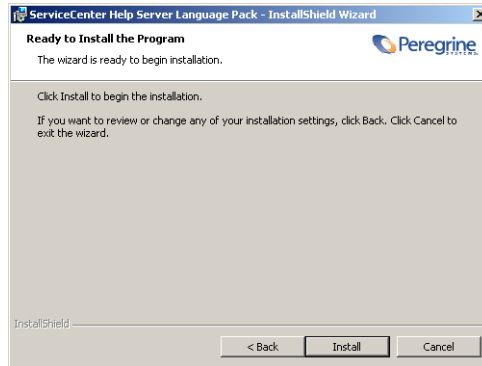 ServiceCenter Help Server Language Pack - InstallShield Wizard
Ready to Install the Program
The wizard is ready to begin installation.
Peregrine
SYSTEMS
Click Install to begin the installation.
If you want to review or change any of your installation settings, click Back. Click Cancel to
exit the wizard.
InstallShield
< Back
Install
Cancel